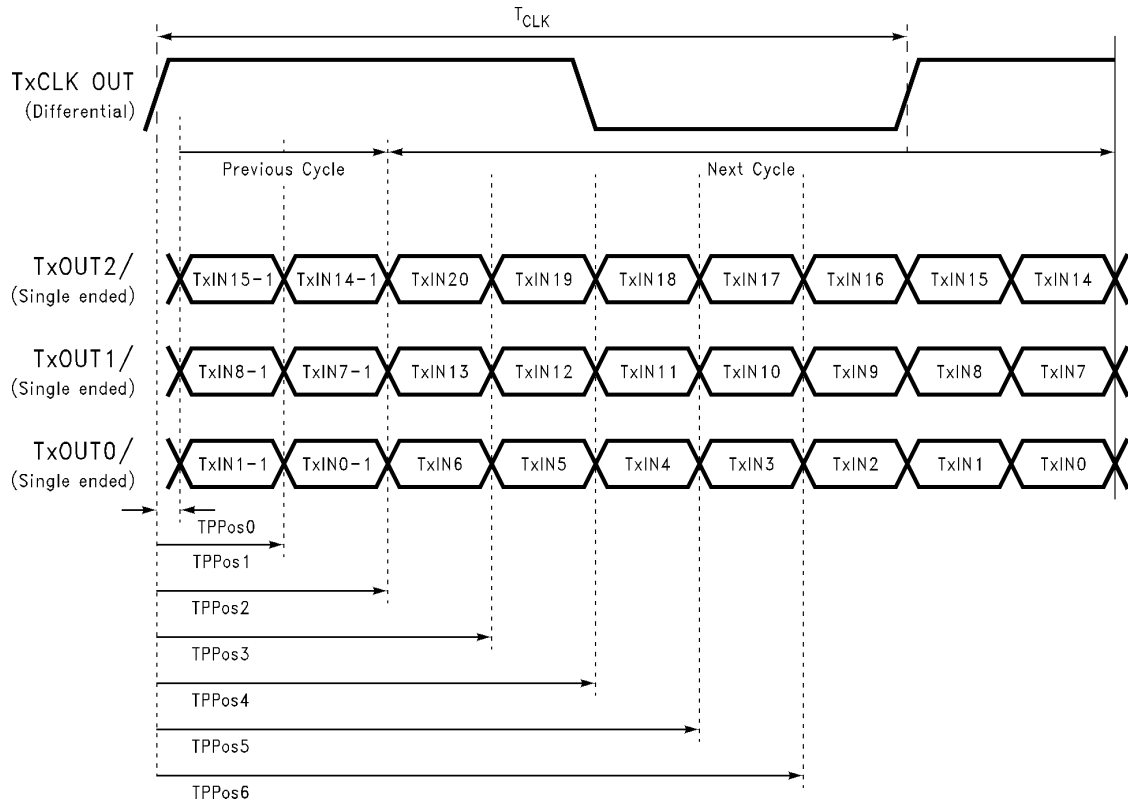 TCLK
TxCLK OUT
(Differential)
Previous Cycle
Next Cycle
TxOUT2/
(Single ended)
TxIN15-1 TxIN14-1 TxIN20 TxIN19 TxIN18 TxIN17 TxIN16 TxIN15 TxIN14
TxOUT1/
(Single ended)
TxIN8-1 TxIN7-1 TxIN13 TxIN12 TxIN11 TxIN10 TxIN9 TxIN8 TxIN7
TxOUT0/
(Single ended)
TxIN1-1 TxIN0-1 TxIN6 TxIN5 TxIN4 TxIN3 TxIN2 TxIN1 TxIN0
TPPos0
TPPos1
TPPos2
TPPos3
TPPos4
TPPos5
TPPos6